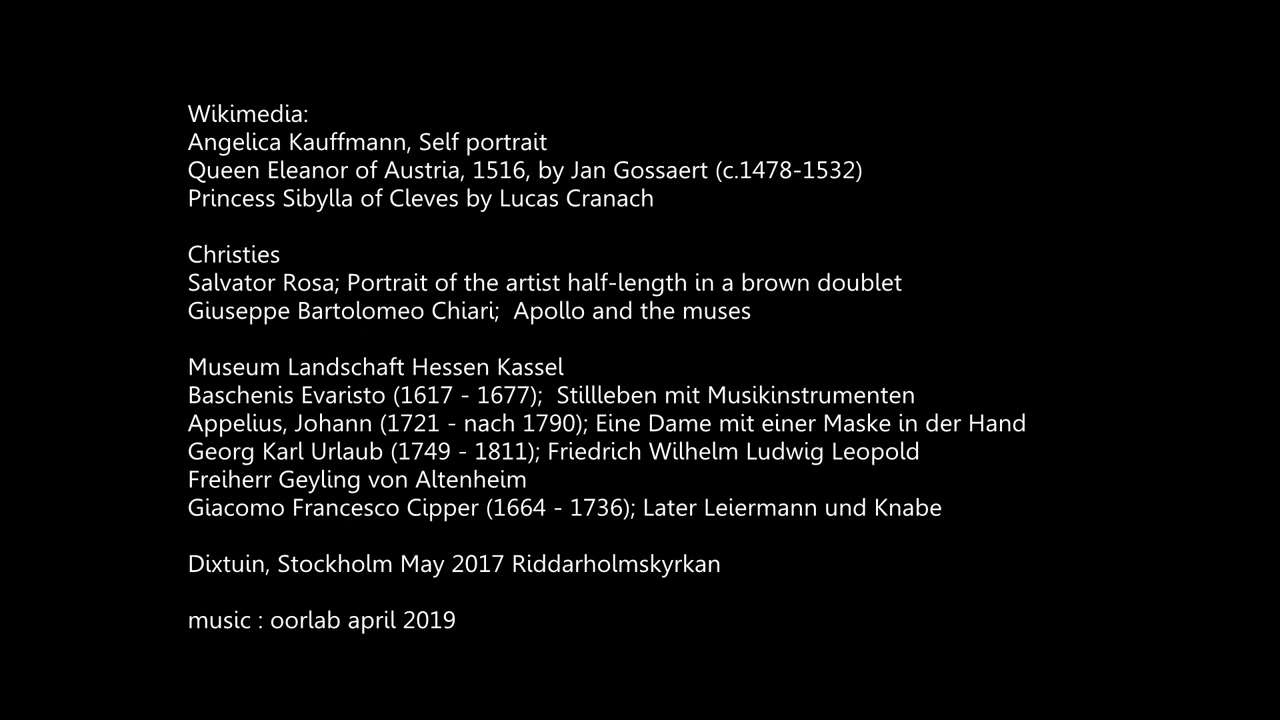 Wikimedia:
Angelica Kauffmann, Self portrait
Queen Eleanor of Austria, 1516, by Jan Gossaert (c.1478-1532)
Princess Sibylla of Cleves by Lucas Cranach
Christies
Salvator Rosa; Portrait of the artist half-length in a brown doublet
Giuseppe Bartolomeo Chiari;  Apollo and the muses
Museum Landschaft Hessen Kassel
Baschenis Evaristo (1617 - 1677);  Stillleben mit Musikinstrumenten
Appelius, Johann (1721 - nach 1790); Eine Dame mit einer Maske in der Hand
Georg Karl Urlaub (1749 - 1811); Friedrich Wilhelm Ludwig Leopold
Freiherr Geyling von Altenheim
Giacomo Francesco Cipper (1664 - 1736); Later Leiermann und Knabe
Dixtuin, Stockholm May 2017 Riddarholmskyrkan
music : oorlab april 2019